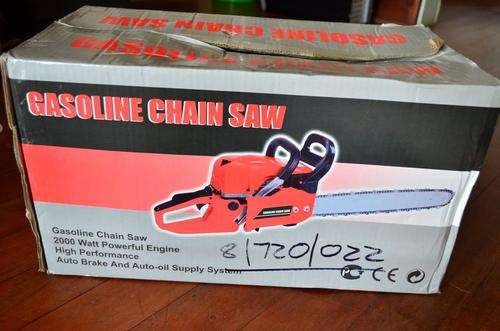 GASOLINE CHAIN SAW
GASOLINE CHAIN SAW
GASOLINE CHAIN SAW
Gasoline Chain Saw
2000 Watt Powerful Engine
High Performance
Auto Brake And Auto-oil Supply System
8/720/022
CE